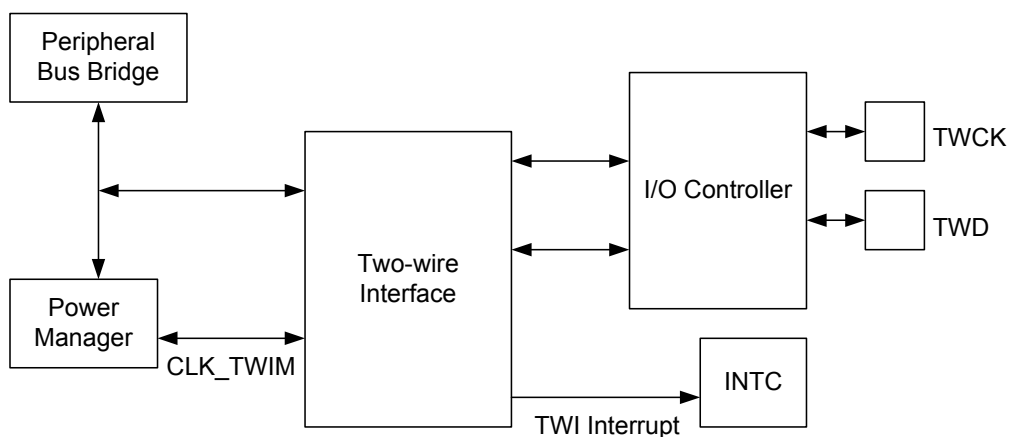 Peripheral
Bus Bridge
TWCK
I/O Controller
TWD
Two-wire
Interface
Power
Manager
CLK_TWIM
INTC
TWI Interrupt